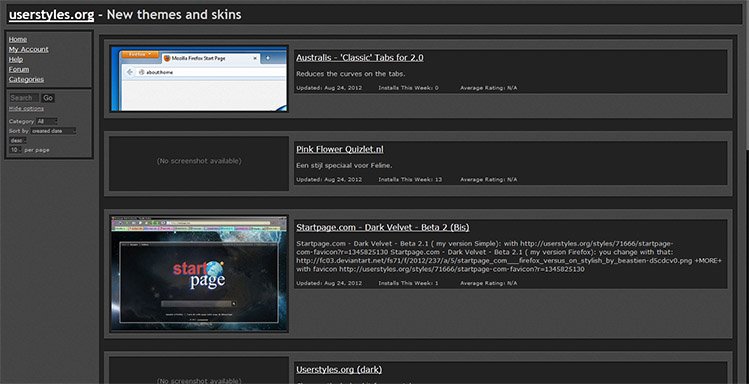 userstyles.org - New themes and skins
Home
My Account
Help
Forum
Categories
Search Go
Hide options
Category All
Sort by created date
desc
10 per page
Firefox
Mozilla Firefox Start Page
about:home
Australis - 'Classic' Tabs for 2.0
Reduces the curves on the tabs.
Updated: Aug 24, 2012 Installs This Week: 0 Average Rating: N/A
(No screenshot available)
Pink Flower Quizlet.nl
Een stijl speciaal voor Feline.
Updated: Aug 24, 2012 Installs This Week: 13 Average Rating: N/A
start
page
Startpage.com - Dark Velvet - Beta 2 (Bis)
Startpage.com - Dark Velvet - Beta 2.1 ( my version Simple): with http://userstyles.org/styles/71666/startpage-
com-favicon?r=1345825130 Startpage.com - Dark Velvet - Beta 2.1 ( my version Firefox): you change with that:
http://fc03.deviantart.net/fs71/f/2012/237/a/5/startpage_com___firefox_versus_on_stylish_by_beastien-d5cdcv0.png +MORE+
with favicon http://userstyles.org/styles/71666/startpage-com-favicon?r=1345825130
Updated: Aug 24, 2012 Installs This Week: 1 Average Rating: N/A
(No screenshot available)
Userstyles.org (dark)